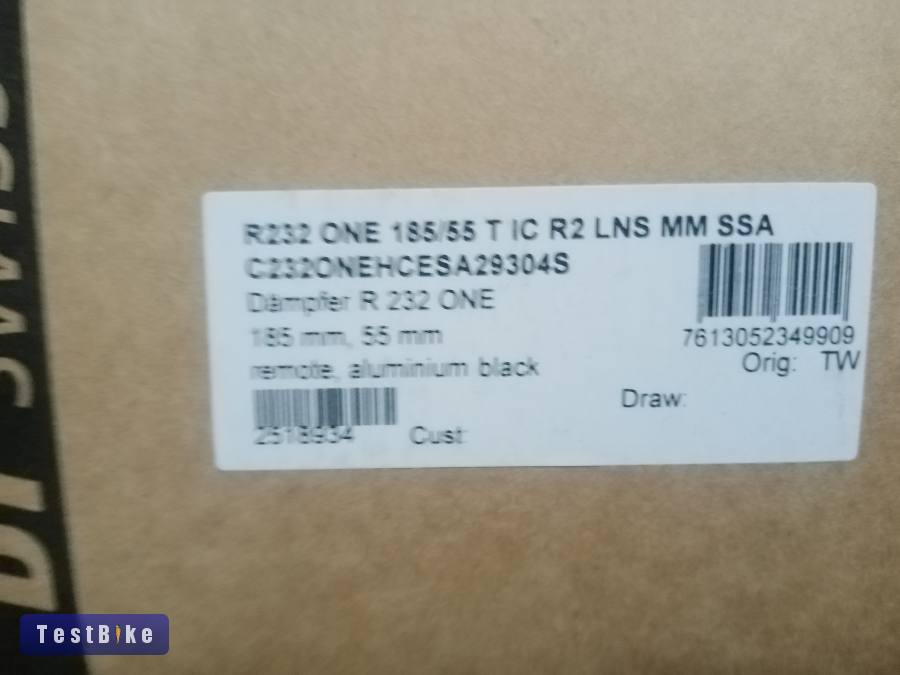 R232 ONE 185/55 T IC R2 LNS MM SSA
C232ONEHCESA29304S
Dämpfer R 232 ONE
185 mm, 55 mm
remote, aluminium black
7613052349909
Orig: TW
Draw:
2518934
Cust:
TestBike